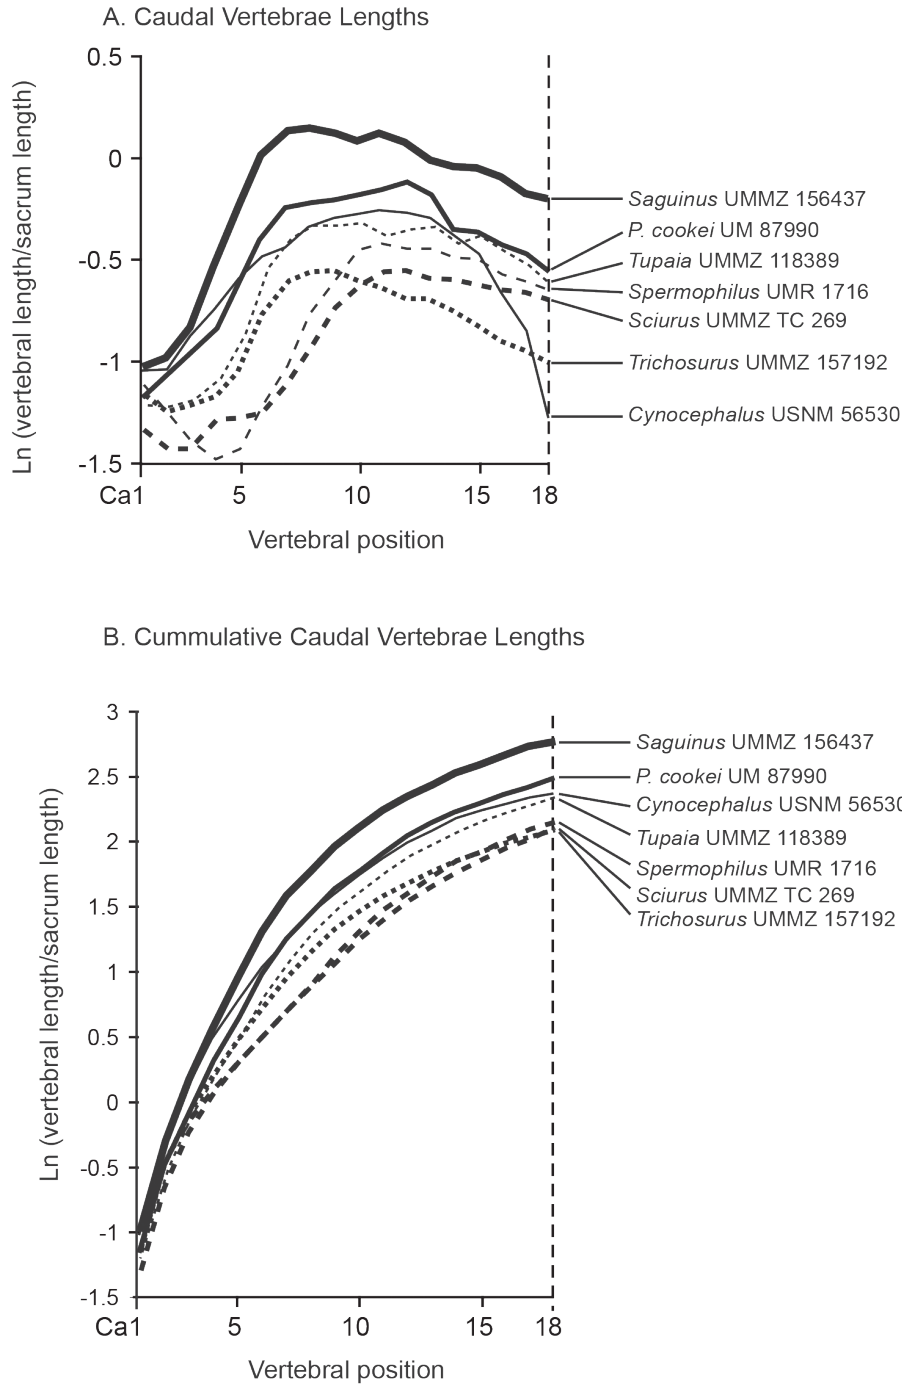 A. Caudal Vertebrae Lengths
Ln (vertebral length/sacrum length)
0.5
0
-0.5
-1
-1.5
Ca1 5 10 15 18
Vertebral position
Saguinus UMMZ 156437
P. cookei UM 87990
Tupaia UMMZ 118389
Spermophilus UMR 1716
Sciurus UMMZ TC 269
Trichosurus UMMZ 157192
Cynocephalus USNM 56530
B. Cummulative Caudal Vertebrae Lengths
Ln (vertebral length/sacrum length)
3
2.5
2
1.5
1
0.5
0
-0.5
-1
-1.5
Ca1 5 10 15 18
Vertebral position
Saguinus UMMZ 156437
P. cookei UM 87990
Cynocephalus USNM 56530
Tupaia UMMZ 118389
Spermophilus UMR 1716
Sciurus UMMZ TC 269
Trichosurus UMMZ 157192